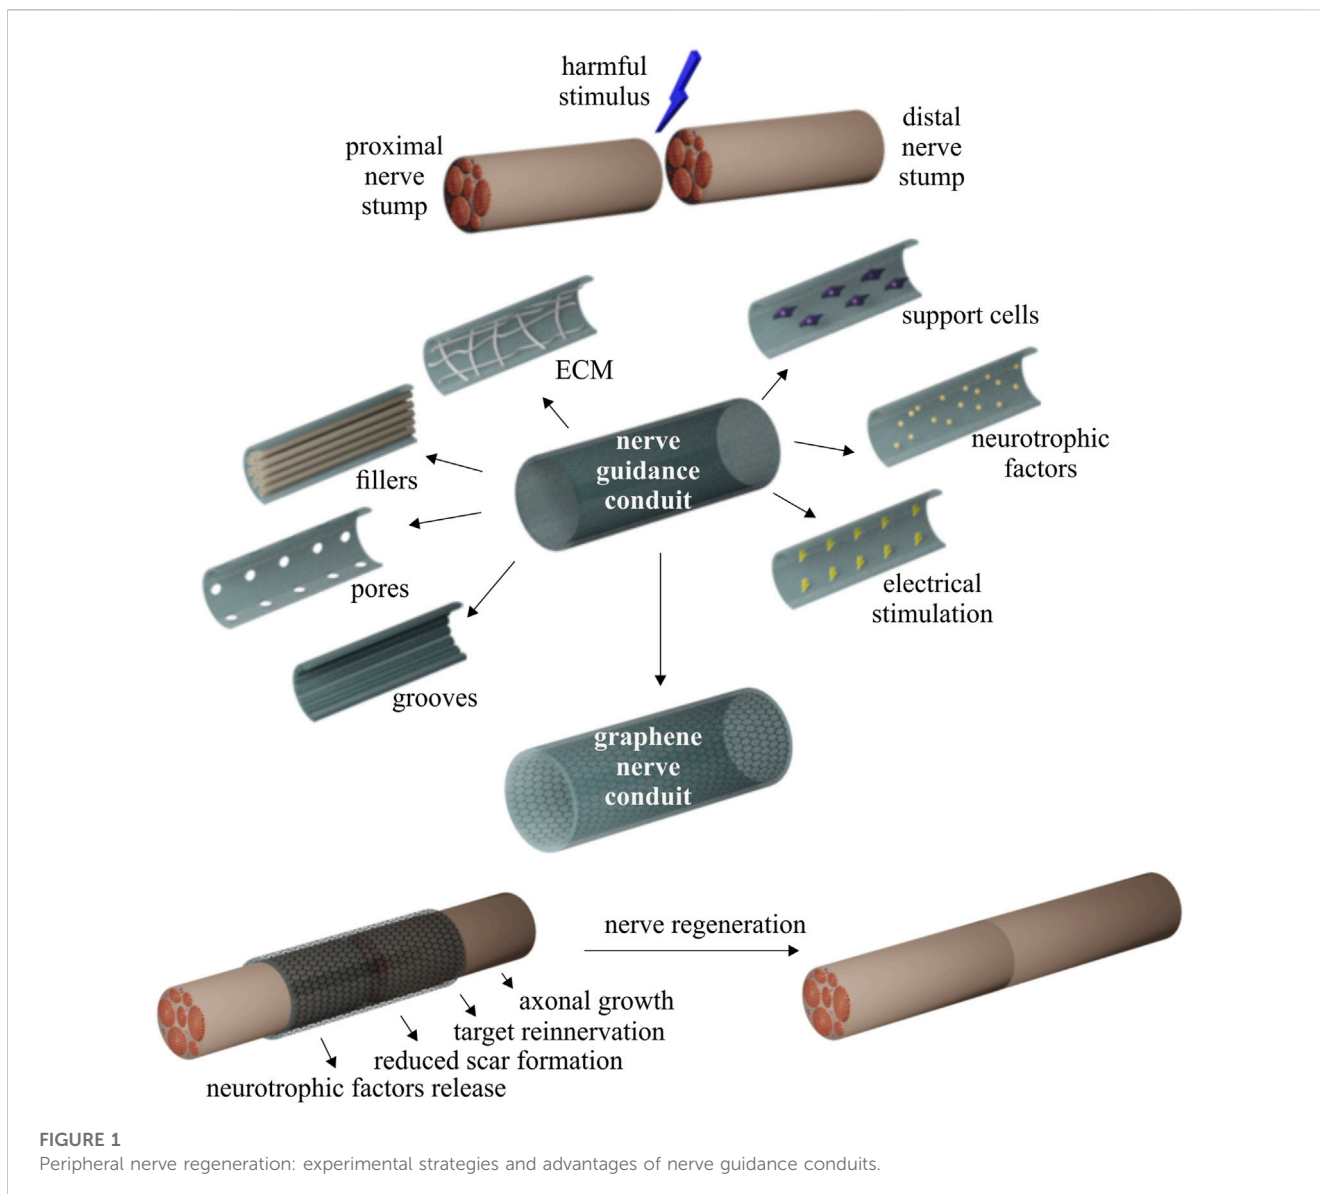 harmful
stimulus
proximal
nerve
stump
distal
nerve
stump
ECM
support cells
fillers
nerve
guidance
conduit
neurotrophic
factors
pores
electrical
stimulation
grooves
graphene
nerve
conduit
nerve regeneration
axonal growth
target reinnervation
reduced scar formation
neurotrophic factors release
FIGURE 1
Peripheral nerve regeneration: experimental strategies and advantages of nerve guidance conduits.